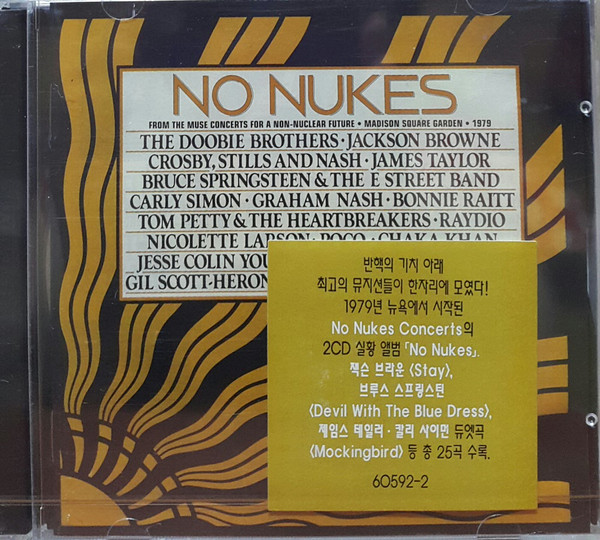 NO NUKES
FROM THE MUSE CONCERTS FOR A NON-NUCLEAR FUTURE • MADISON SQUARE GARDEN • 1979
THE DOOBIE BROTHERS · JACKSON BROWNE
CROSBY, STILLS AND NASH · JAMES TAYLOR
BRUCE SPRINGSTEEN & THE E STREET BAND
CARLY SIMON · GRAHAM NASH · BONNIE RAITT
TOM PETTY & THE HEARTBREAKERS · RAYDIO
NICOLETTE LARSON · POCO · CHAKA KHAN
JESSE COLIN YOU
GIL SCOTT-HERON
반핵의 기치 아래
최고의 뮤지션들이 한자리에 모였다!
1979년 뉴욕에서 시작된
No Nukes Concerts의
2CD 실황 앨범 「No Nukes」.
잭슨 브라운 〈Stay〉,
브루스 스프링스틴
〈Devil With The Blue Dress〉,
제임스 테일러 · 칼리 사이먼 듀엣곡
〈Mockingbird〉 등 총 25곡 수록.
60592-2